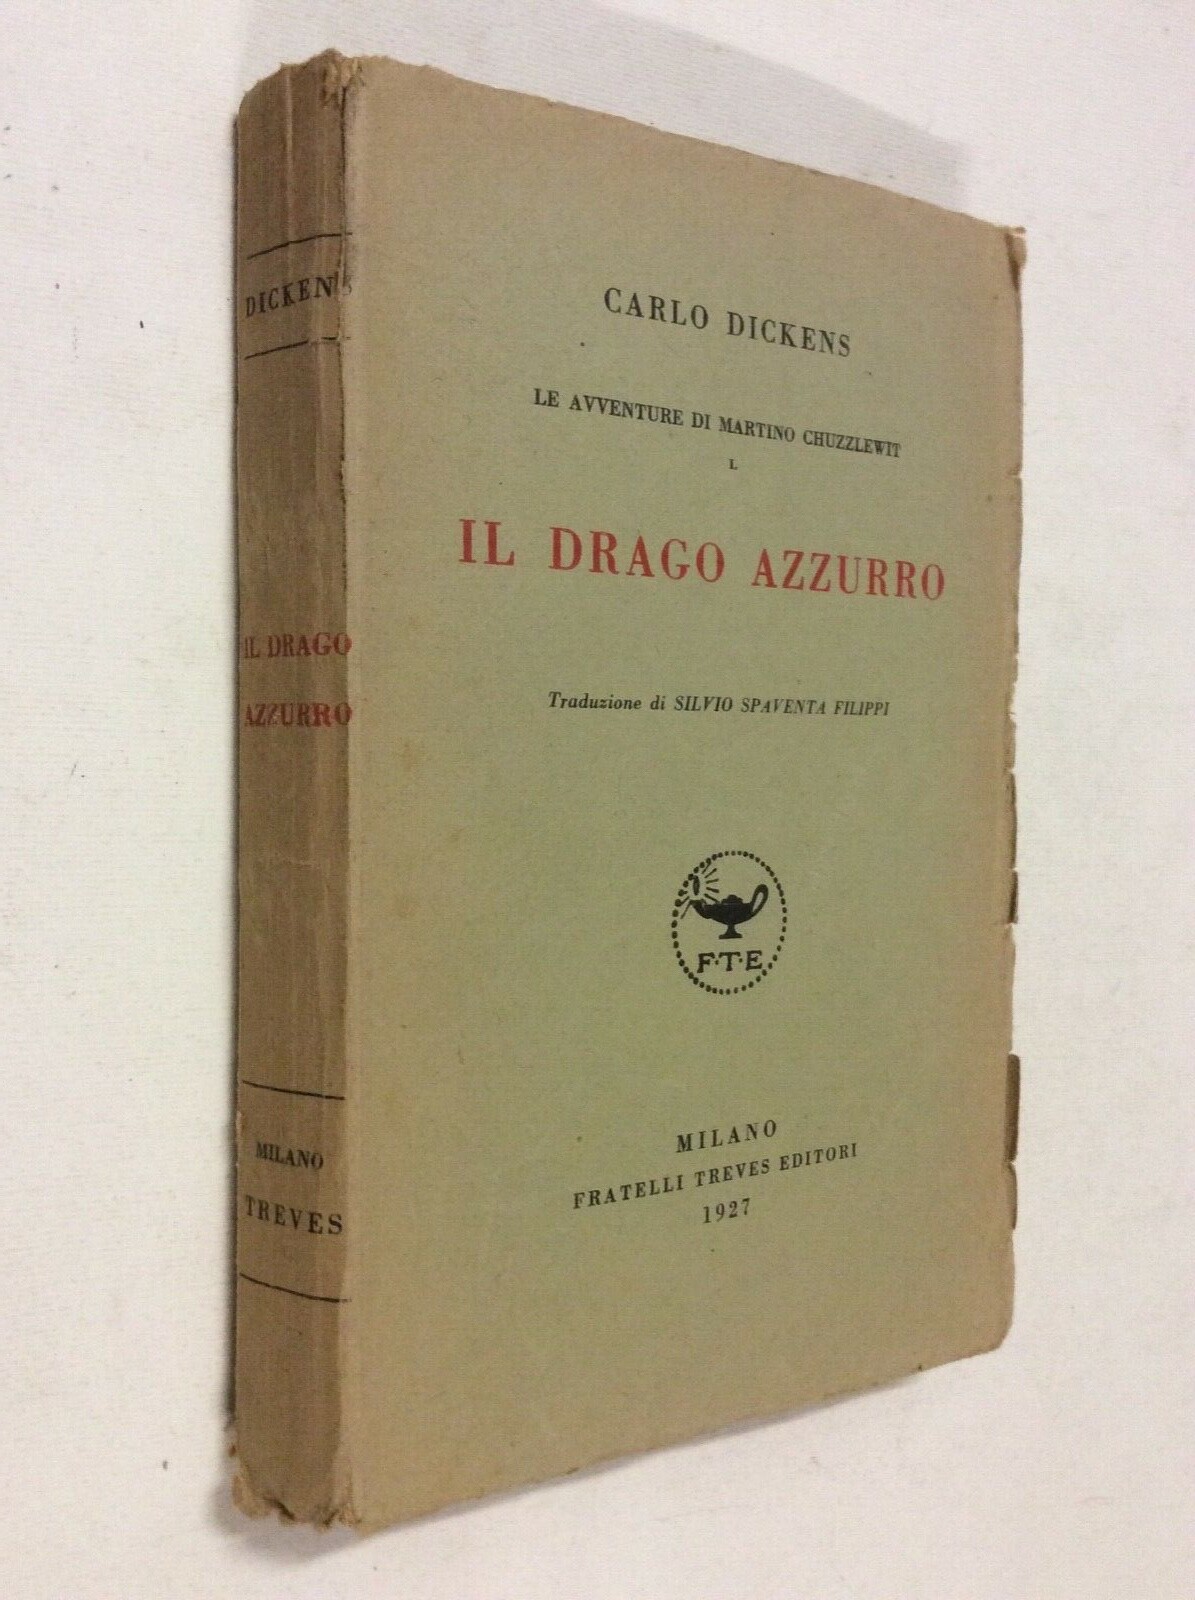 DICKENS
IL DRAGO
AZZURRO
MILANO
TREVES
CARLO DICKENS
LE AVVENTURE DI MARTINO CHUZZLEWIT
I.
IL DRAGO AZZURRO
Traduzione di SILVIO SPAVENTA FILIPPI
F·T·E
MILANO
FRATELLI TREVES EDITORI
1927